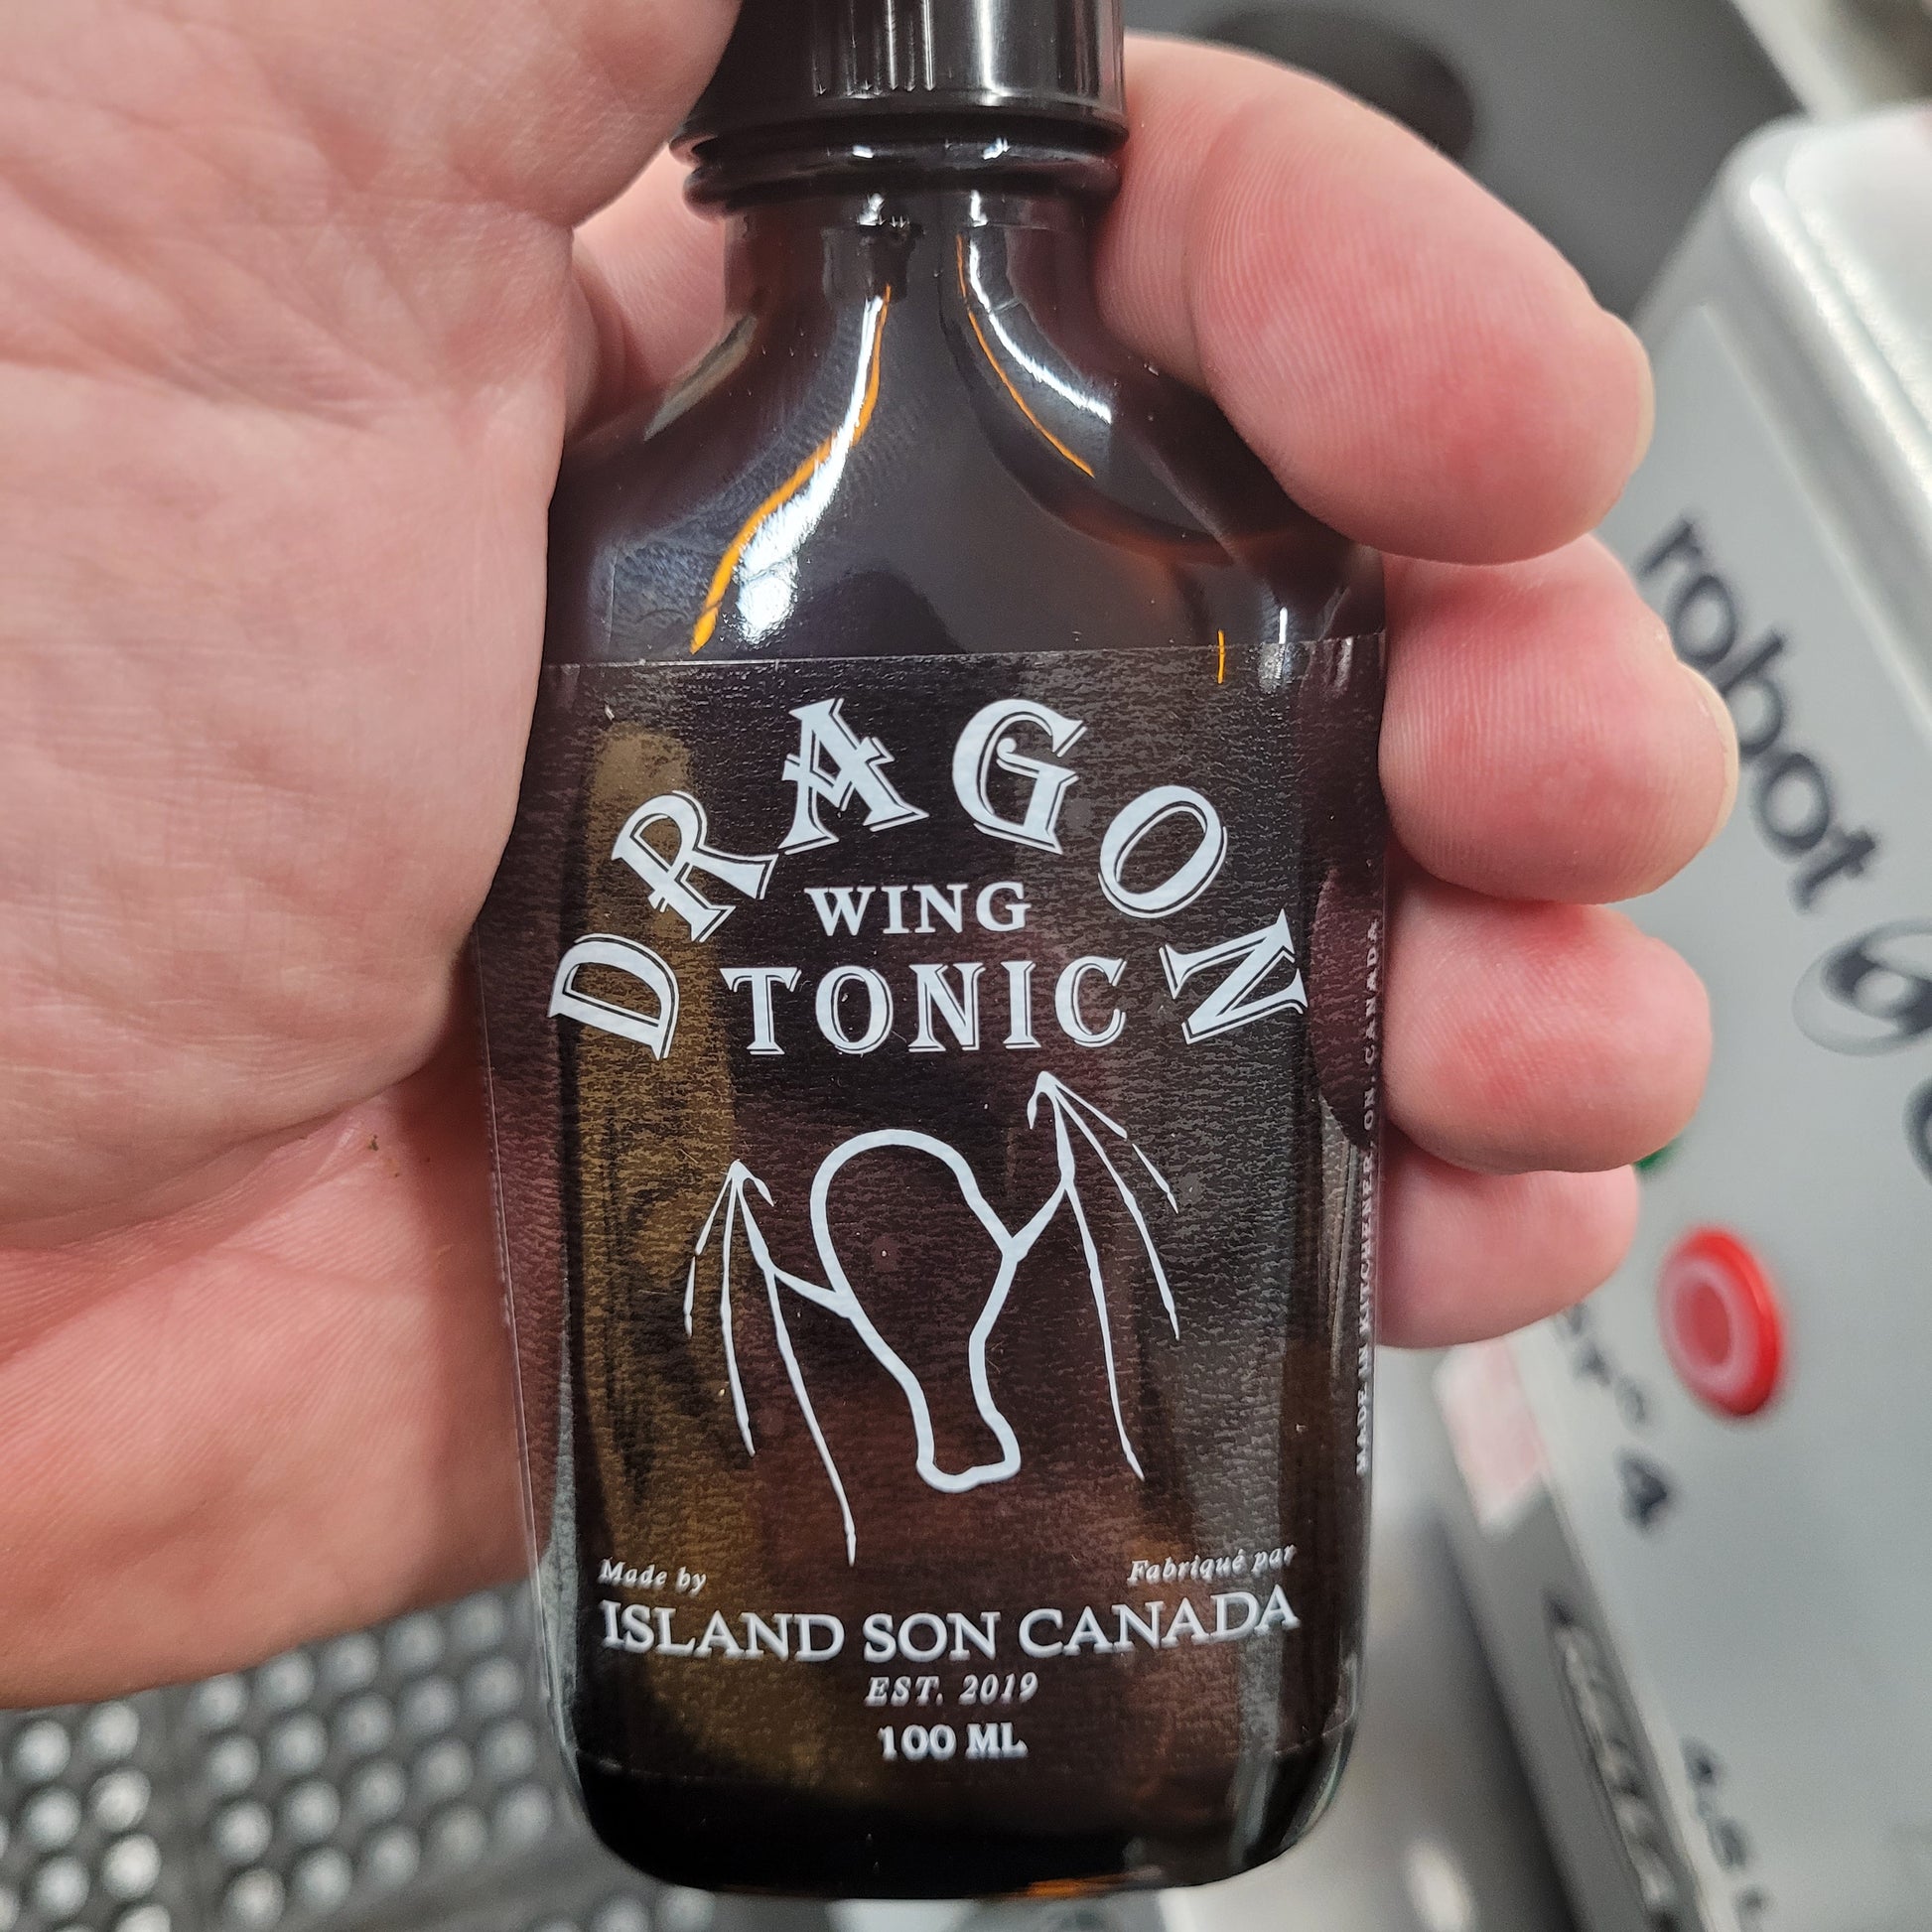 DRAGON
WING
TONIC
Made by
Fabriqué par
ISLAND SON CANADA
EST. 2019
100 ML
MADE IN KITCHENER, ON. CANADA
robot
4